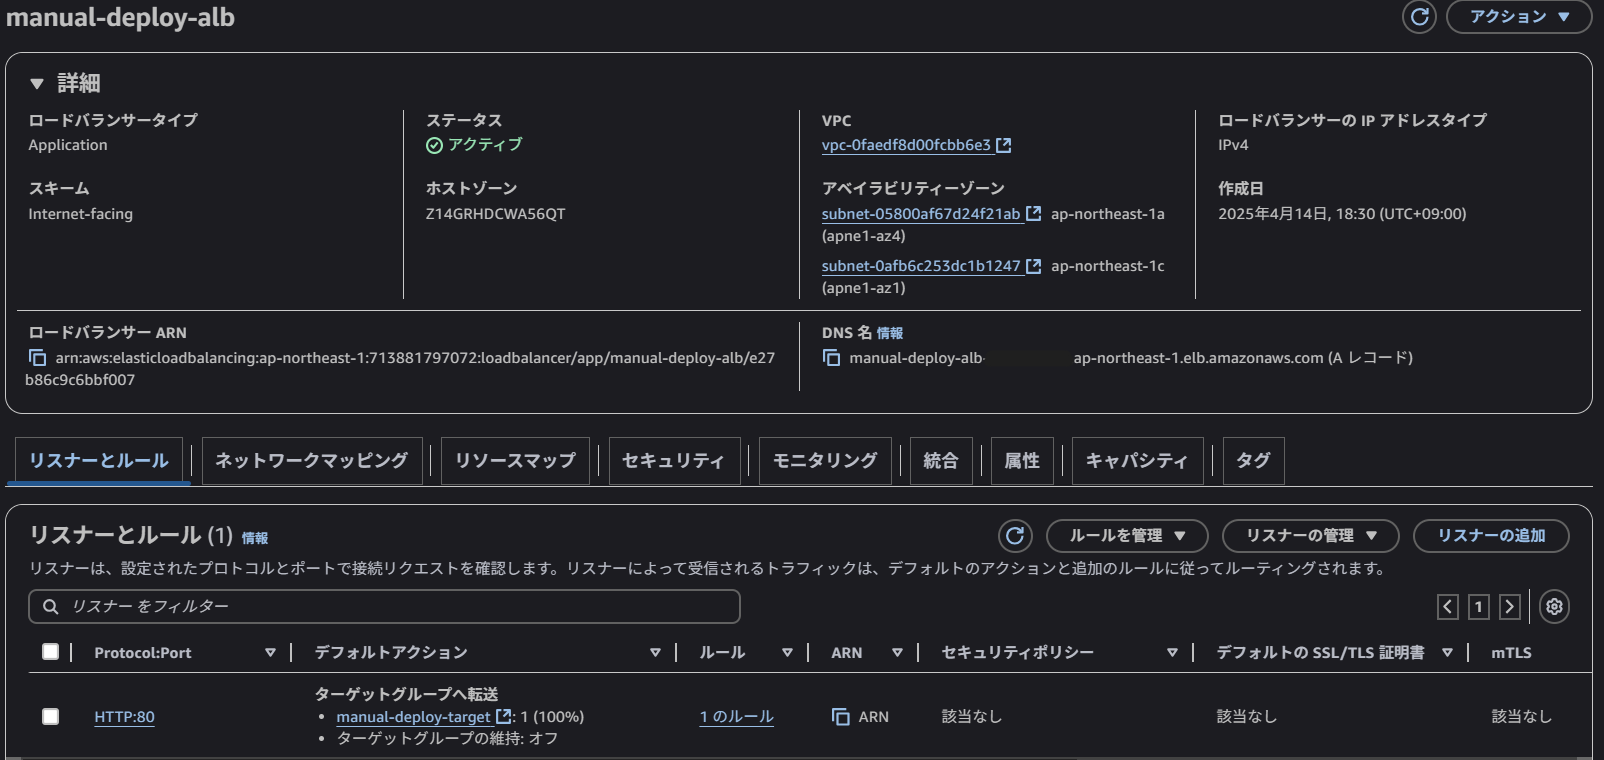 manual-deploy-alb
アクション
詳細
ロードバランサータイプ
Application
ステータス
アクティブ
VPC
vpc-0faedf8d00fcbb6e3
ロードバランサーの IP アドレスタイプ
IPv4
スキーム
Internet-facing
ホストゾーン
Z14GRHDCWA56QT
アベイラビリティーゾーン
subnet-05800af67d24f21ab ap-northeast-1a
(apne1-az4)
subnet-0afb6c253dc1b1247 ap-northeast-1c
(apne1-az1)
作成日
2025年4月14日, 18:30 (UTC+09:00)
ロードバランサー ARN
arn:aws:elasticloadbalancing:ap-northeast-1:713881797072:loadbalancer/app/manual-deploy-alb/e27
b86c9c6bbf007
DNS 名 情報
manual-deploy-alb- ap-northeast-1.elb.amazonaws.com (A レコード)
リスナーとルール
ネットワークマッピング
リソースマップ
セキュリティ
モニタリング
統合
属性
キャパシティ
タグ
リスナーとルール (1) 情報
ルールを管理
リスナーの管理
リスナーの追加
リスナーは、設定されたプロトコルとポートで接続リクエストを確認します。リスナーによって受信されるトラフィックは、デフォルトのアクションと追加のルールに従ってルーティングされます。
リスナー をフィルター
1
Protocol:Port
デフォルトアクション
ルール
ARN
セキュリティポリシー
デフォルトの SSL/TLS 証明書
mTLS
HTTP:80
ターゲットグループへ転送
• manual-deploy-target : 1 (100%)
• ターゲットグループの維持: オフ
1 のルール
ARN
該当なし
該当なし
該当なし